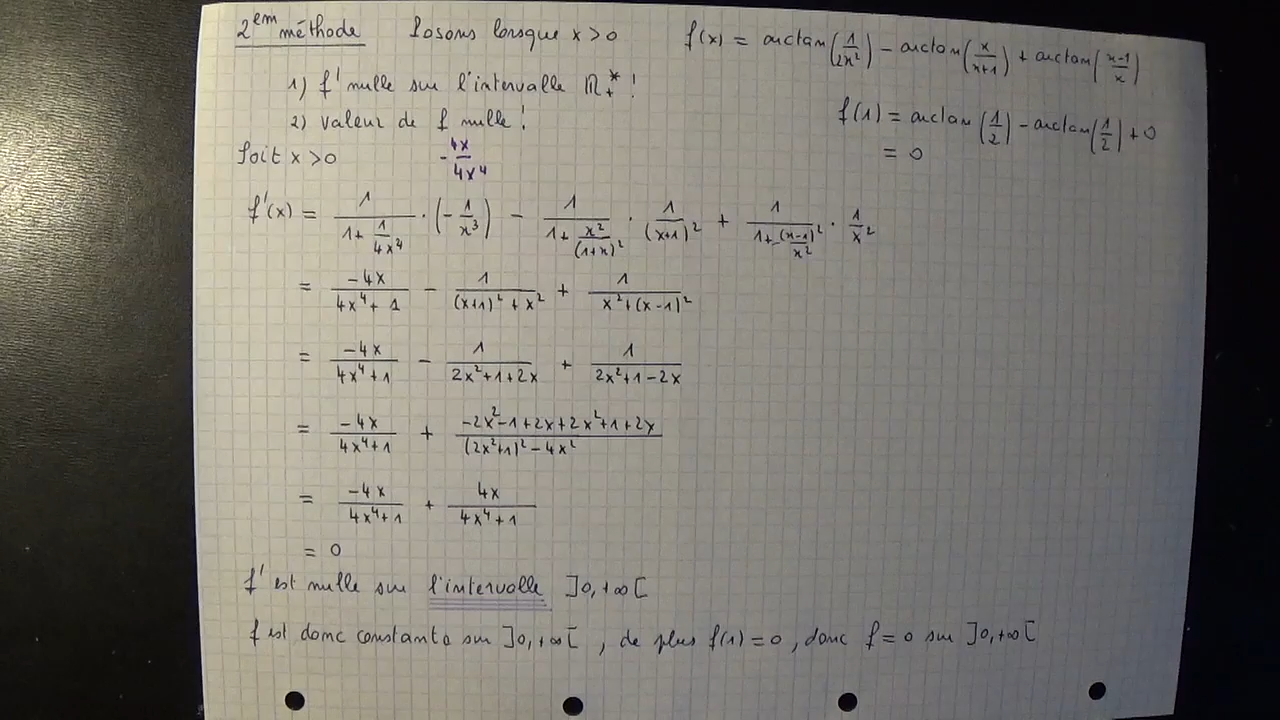 2em méthode Posons lorsque x > 0 f(x) = arctan(1/(2x²)) - arctan(x/(x+1)) + arctan((x-1)/x)
1) f' nulle sur l'intervalle ℝ₊* !
2) valeur de f nulle !
f(1) = arctan(1/2) - arctan(1/2) + 0
= 0
Soit x > 0
- 4x/4x⁴
f'(x) = 1/(1 + 1/(4x⁴)) · (-1/x³) - 1/(1 + x²/(1+x)²) · 1/(x+1)² + 1/(1 + (x-1)²/x²) · 1/x²
= -4x/(4x⁴ + 1) - 1/((x+1)² + x²) + 1/(x² + (x-1)²)
= -4x/(4x⁴+1) - 1/(2x²+1+2x) + 1/(2x²+1-2x)
= -4x/(4x⁴+1) + (-2x²-1+2x+2x²+1+2x)/((2x²+1)² - 4x²)
= -4x/(4x⁴+1) + 4x/(4x⁴+1)
= 0
f' est nulle sur l'intervalle ]0,+∞[
f est donc constante sur ]0,+∞[ , de plus f(1) = 0, donc f = 0 sur ]0,+∞[